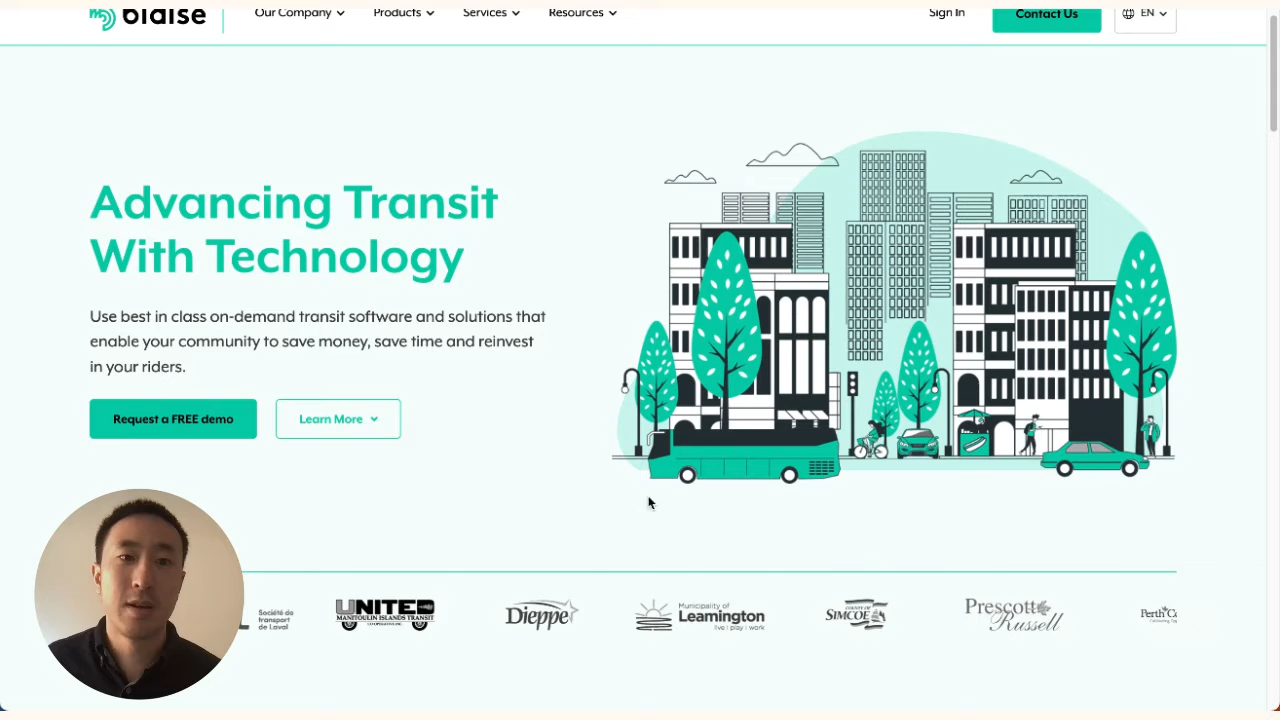 blaise
Our Company
Products
Services
Resources
Sign In
Contact Us
EN
Advancing Transit
With Technology
Use best in class on-demand transit software and solutions that
enable your community to save money, save time and reinvest
in your riders.
Request a FREE demo
Learn More
Société de
transport
de Laval
UNITED
MANITOULIN ISLANDS TRANSIT
Dieppe
Municipality of
Leamington
live | play | work
COUNTY OF
SIMCOE
Prescott
Russell